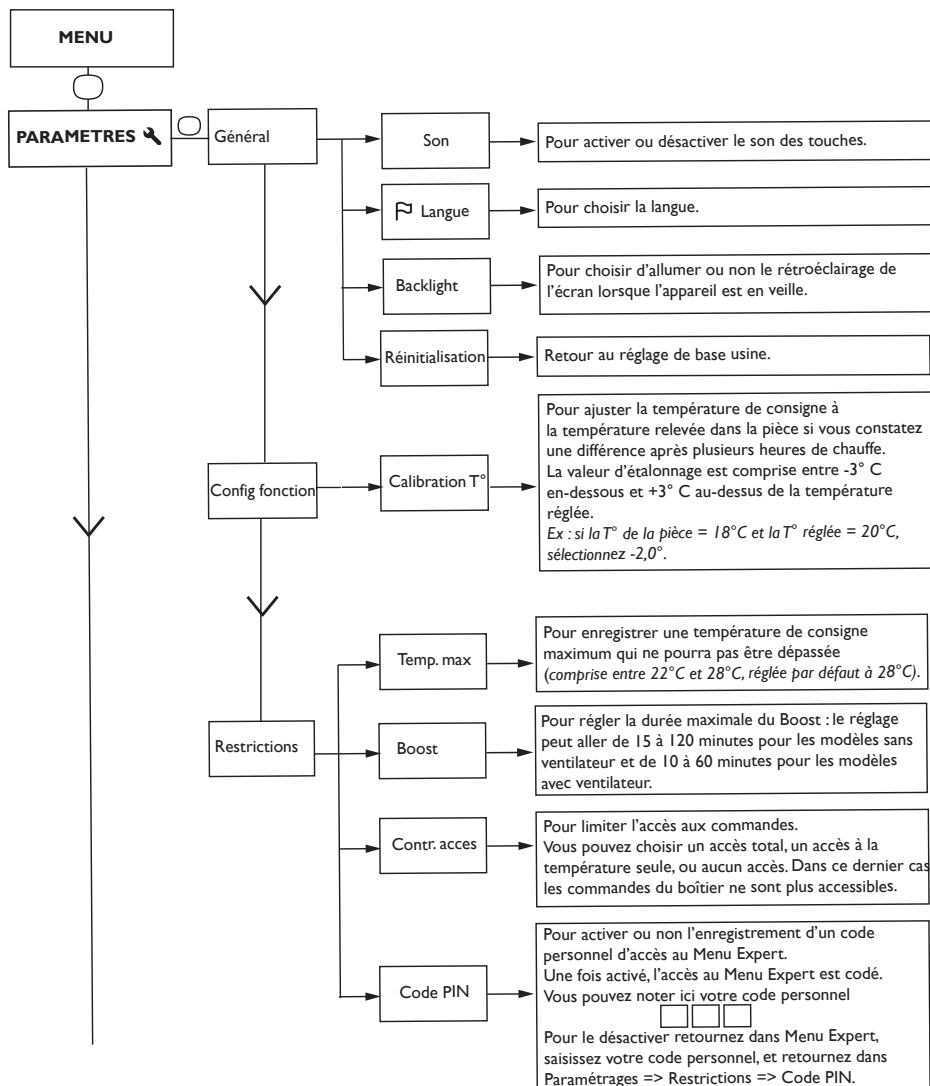 MENU
PARAMETRES
Général
Son
Pour activer ou désactiver le son des touches.
Langue
Pour choisir la langue.
Backlight
Pour choisir d'allumer ou non le rétroéclairage de
l'écran lorsque l'appareil est en veille.
Réinitialisation
Retour au réglage de base usine.
Config fonction
Calibration T°
Pour ajuster la température de consigne à
la température relevée dans la pièce si vous constatez
une différence après plusieurs heures de chauffe.
La valeur d'étalonnage est comprise entre -3° C
en-dessous et +3° C au-dessus de la température
réglée.
Ex : si la T° de la pièce = 18°C et la T° réglée = 20°C,
sélectionnez -2,0°.
Restrictions
Temp. max
Pour enregistrer une température de consigne
maximum qui ne pourra pas être dépassée
(comprise entre 22°C et 28°C, réglée par défaut à 28°C).
Boost
Pour régler la durée maximale du Boost : le réglage
peut aller de 15 à 120 minutes pour les modèles sans
ventilateur et de 10 à 60 minutes pour les modèles
avec ventilateur.
Contr. acces
Pour limiter l'accès aux commandes.
Vous pouvez choisir un accès total, un accès à la
température seule, ou aucun accès. Dans ce dernier cas
les commandes du boîtier ne sont plus accessibles.
Code PIN
Pour activer ou non l'enregistrement d'un code
personnel d'accès au Menu Expert.
Une fois activé, l'accès au Menu Expert est codé.
Vous pouvez noter ici votre code personnel
Pour le désactiver retournez dans Menu Expert,
saisissez votre code personnel, et retournez dans
Paramétrages => Restrictions => Code PIN.